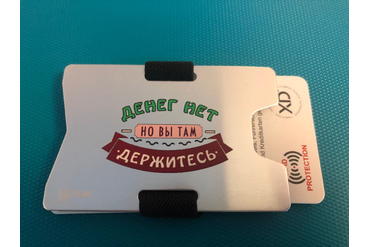 ДЕНЕГ НЕТ
НО ВЫ ТАМ
ДЕРЖИТЕСЬ
XD
PROTECTION